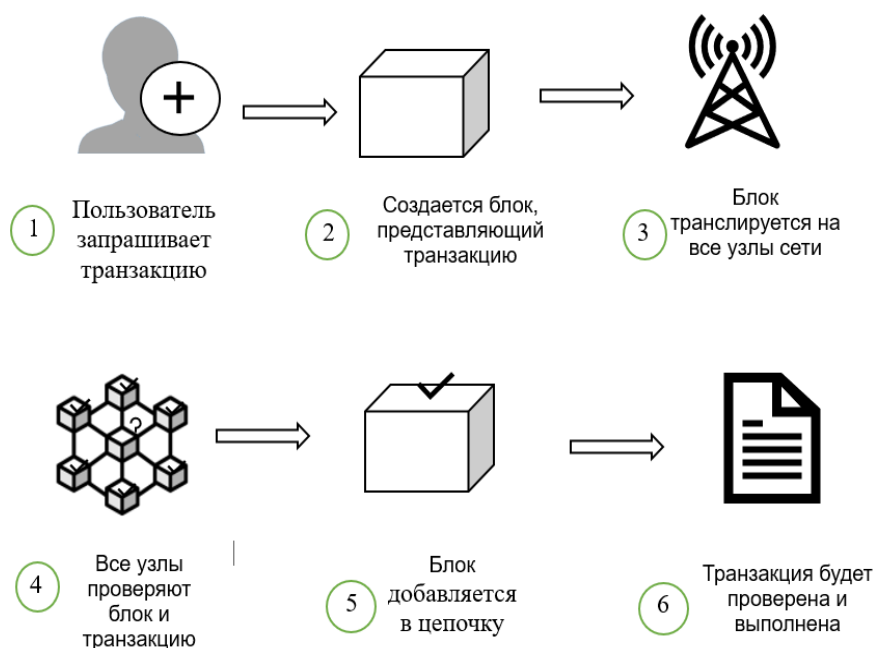 1
Пользователь
запрашивает
транзакцию
2
Создается блок,
представляющий
транзакцию
3
Блок
транслируется на
все узлы сети
4
Все узлы
проверяют
блок и
транзакцию
5
Блок
добавляется
в цепочку
6
Транзакция будет
проверена и
выполнена